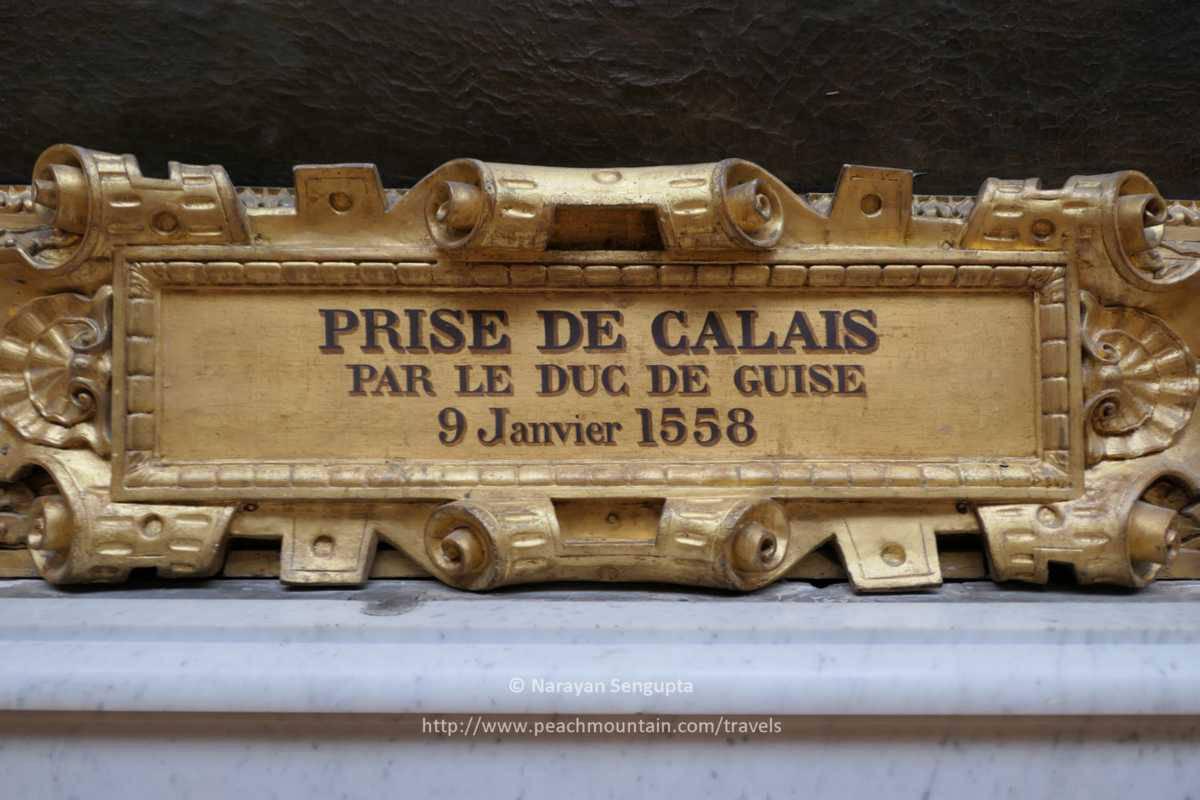 PRISE DE CALAIS
PAR LE DUC DE GUISE
9 Janvier 1558
© Narayan Sengupta
http://www.peachmountain.com/travels